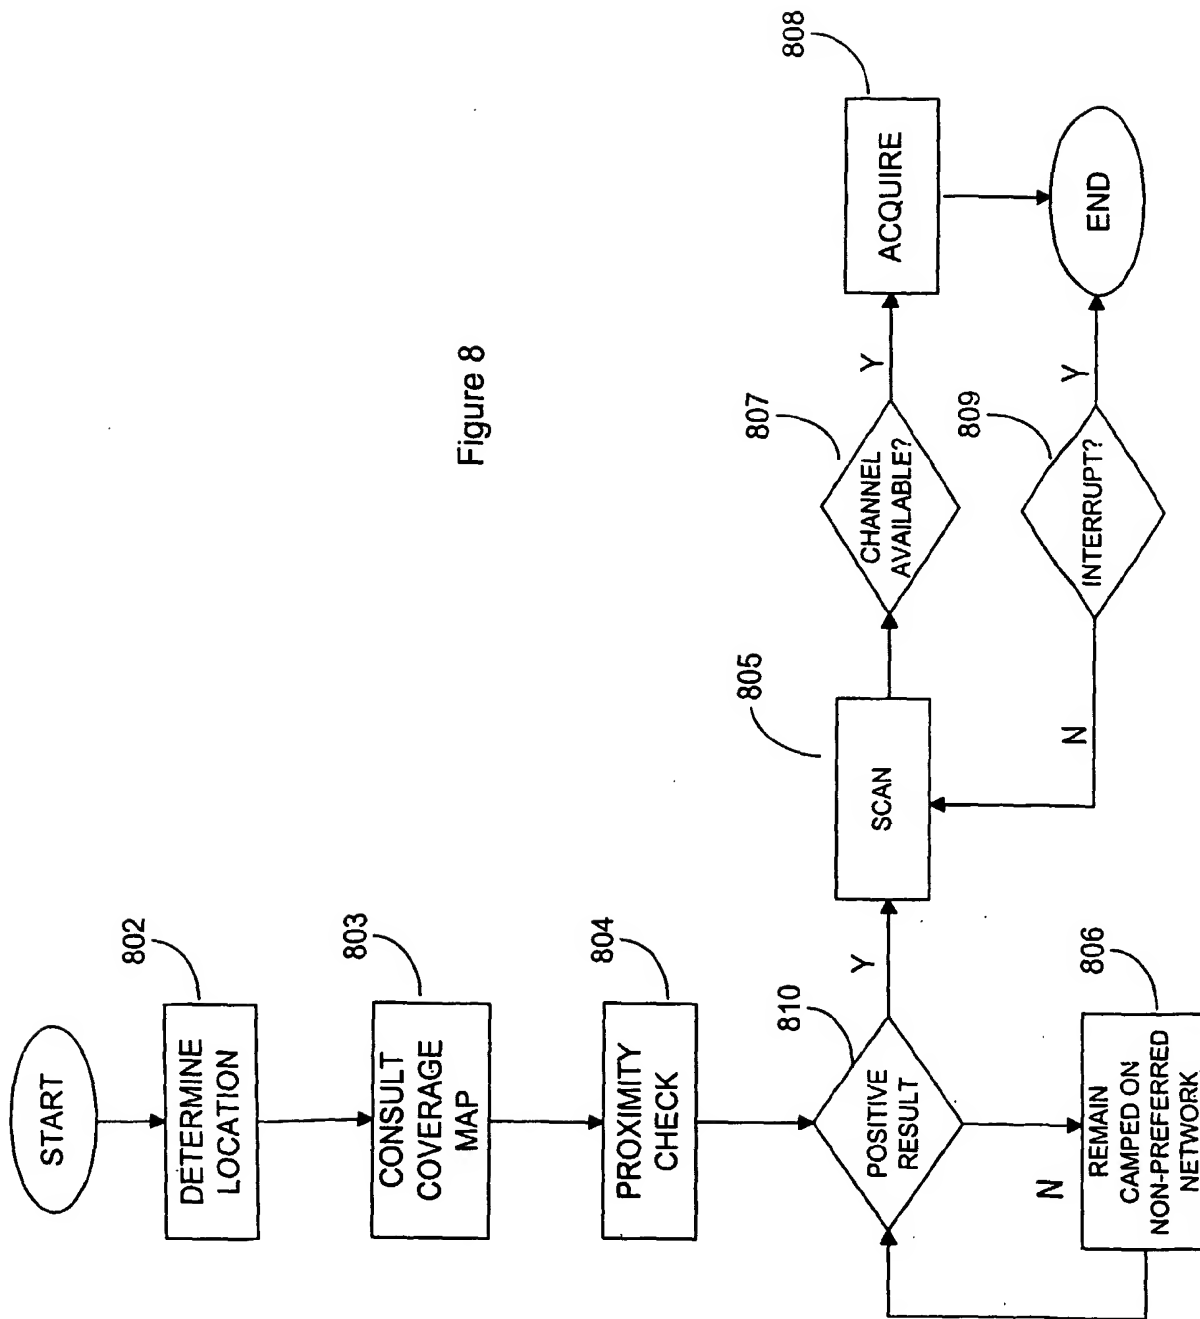 START
802
DETERMINE
LOCATION
803
CONSULT
COVERAGE
MAP
804
PROXIMITY
CHECK
810
POSITIVE
RESULT
N
806
REMAIN
CAMPED ON
NON-PREFERRED
NETWORK
Y
805
SCAN
807
CHANNEL
AVAILABLE?
Y
808
ACQUIRE
809
INTERRUPT?
N
Y
END
Figure 8